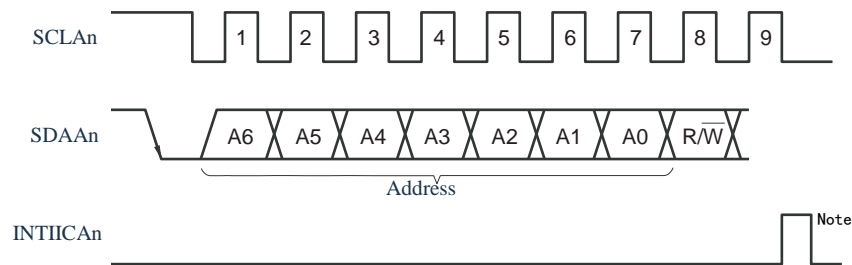 SCLAn 1 2 3 4 5 6 7 8 9
SDAAn A6 A5 A4 A3 A2 A1 A0 R/W̅
Address
Note
INTIICAn